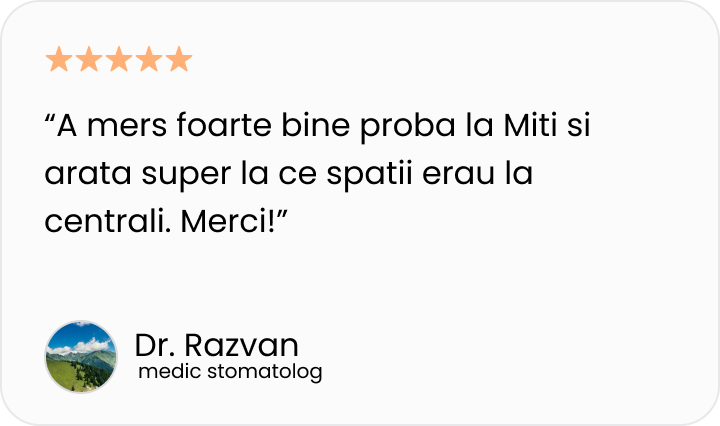 “A mers foarte bine proba la Miti si
arata super la ce spatii erau la
centrali. Merci!”
Dr. Razvan
medic stomatolog